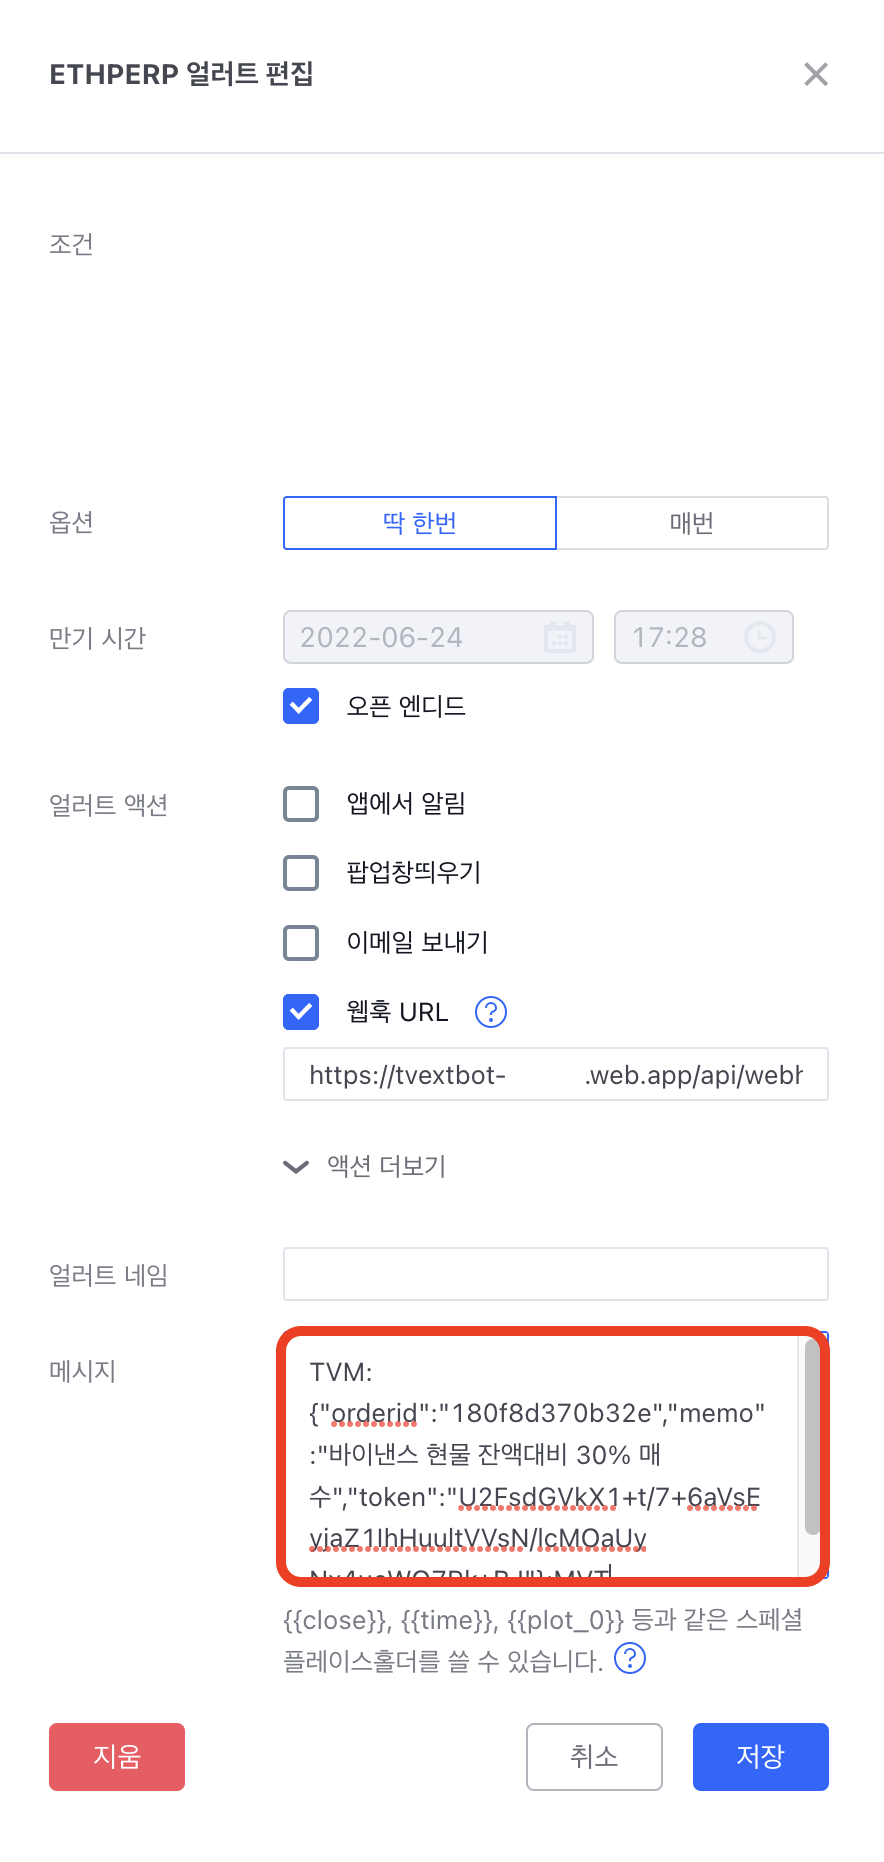 ETHPERP 얼러트 편집
조건
옵션
딱 한번
매번
만기 시간
2022-06-24
17:28
오픈 엔디드
얼러트 액션
앱에서 알림
팝업창띄우기
이메일 보내기
웹훅 URL
https://tvextbot- .web.app/api/webh
액션 더보기
얼러트 네임
메시지
TVM:
{"orderid":"180f8d370b32e","memo"
:"바이낸스 현물 잔액대비 30% 매
수","token":"U2FsdGVkX1+t/7+6aVsE
yjaZ1IhHuultVVsN/lcMOaUy
{{close}}, {{time}}, {{plot_0}} 등과 같은 스페셜
플레이스홀더를 쓸 수 있습니다.
지움
취소
저장